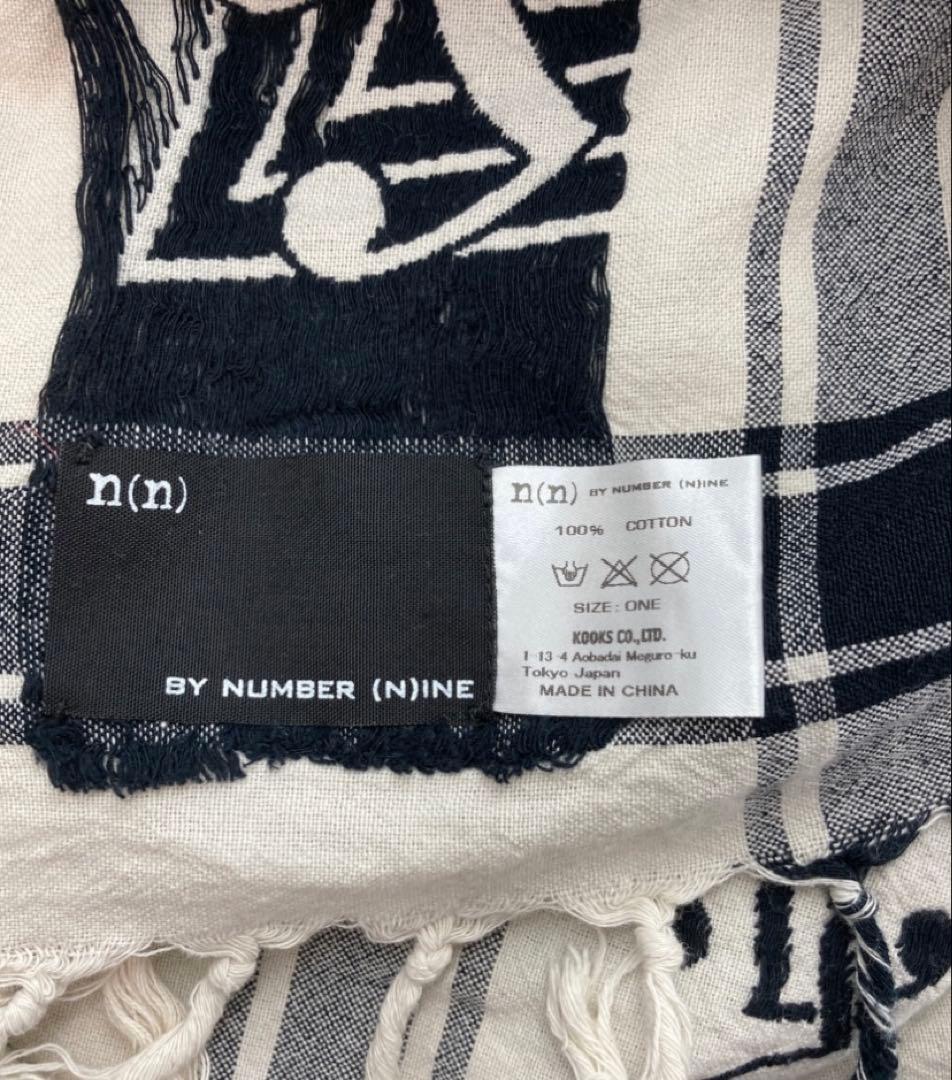 n(n)
BY NUMBER (N)INE
n(n) BY NUMBER (N)INE
100% COTTON
SIZE : ONE
KOOKS CO.,LTD.
1-13-4 Aobadai Meguro-ku
Tokyo Japan
MADE IN CHINA